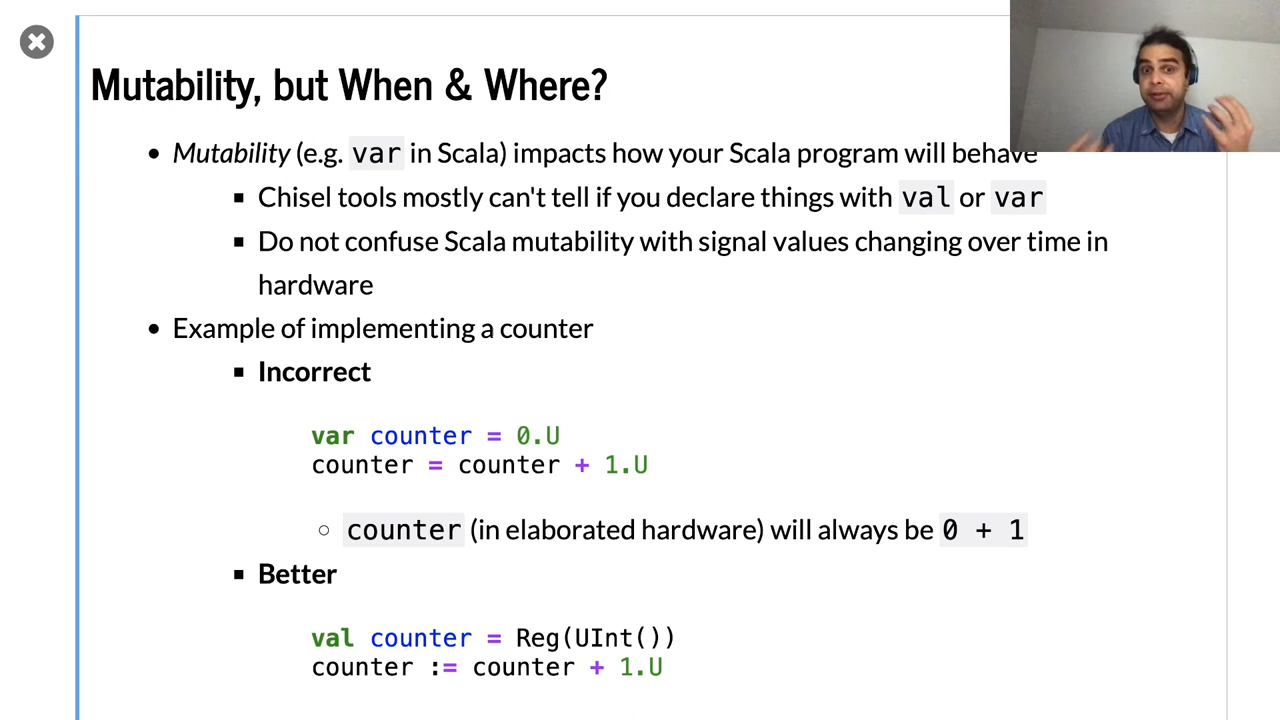 Mutability, but When & Where?
• Mutability (e.g. var in Scala) impacts how your Scala program will behave
▪ Chisel tools mostly can't tell if you declare things with val or var
▪ Do not confuse Scala mutability with signal values changing over time in
hardware
• Example of implementing a counter
▪ Incorrect
var counter = 0.U
counter = counter + 1.U
○ counter (in elaborated hardware) will always be 0 + 1
▪ Better
val counter = Reg(UInt())
counter := counter + 1.U